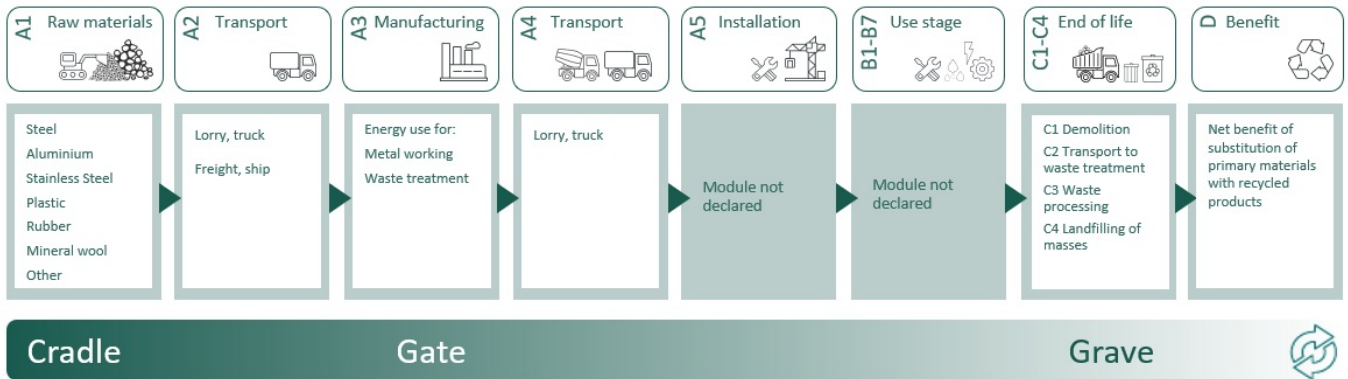 A1 Raw materials
A2 Transport
A3 Manufacturing
A4 Transport
A5 Installation
B1-B7 Use stage
C1-C4 End of life
D Benefit
Steel
Aluminium
Stainless Steel
Plastic
Rubber
Mineral wool
Other
Lorry, truck
Freight, ship
Energy use for:
Metal working
Waste treatment
Lorry, truck
Module not
declared
Module not
declared
C1 Demolition
C2 Transport to
waste treatment
C3 Waste
processing
C4 Landfilling of
masses
Net benefit of
substitution of
primary materials
with recycled
products
Cradle
Gate
Grave